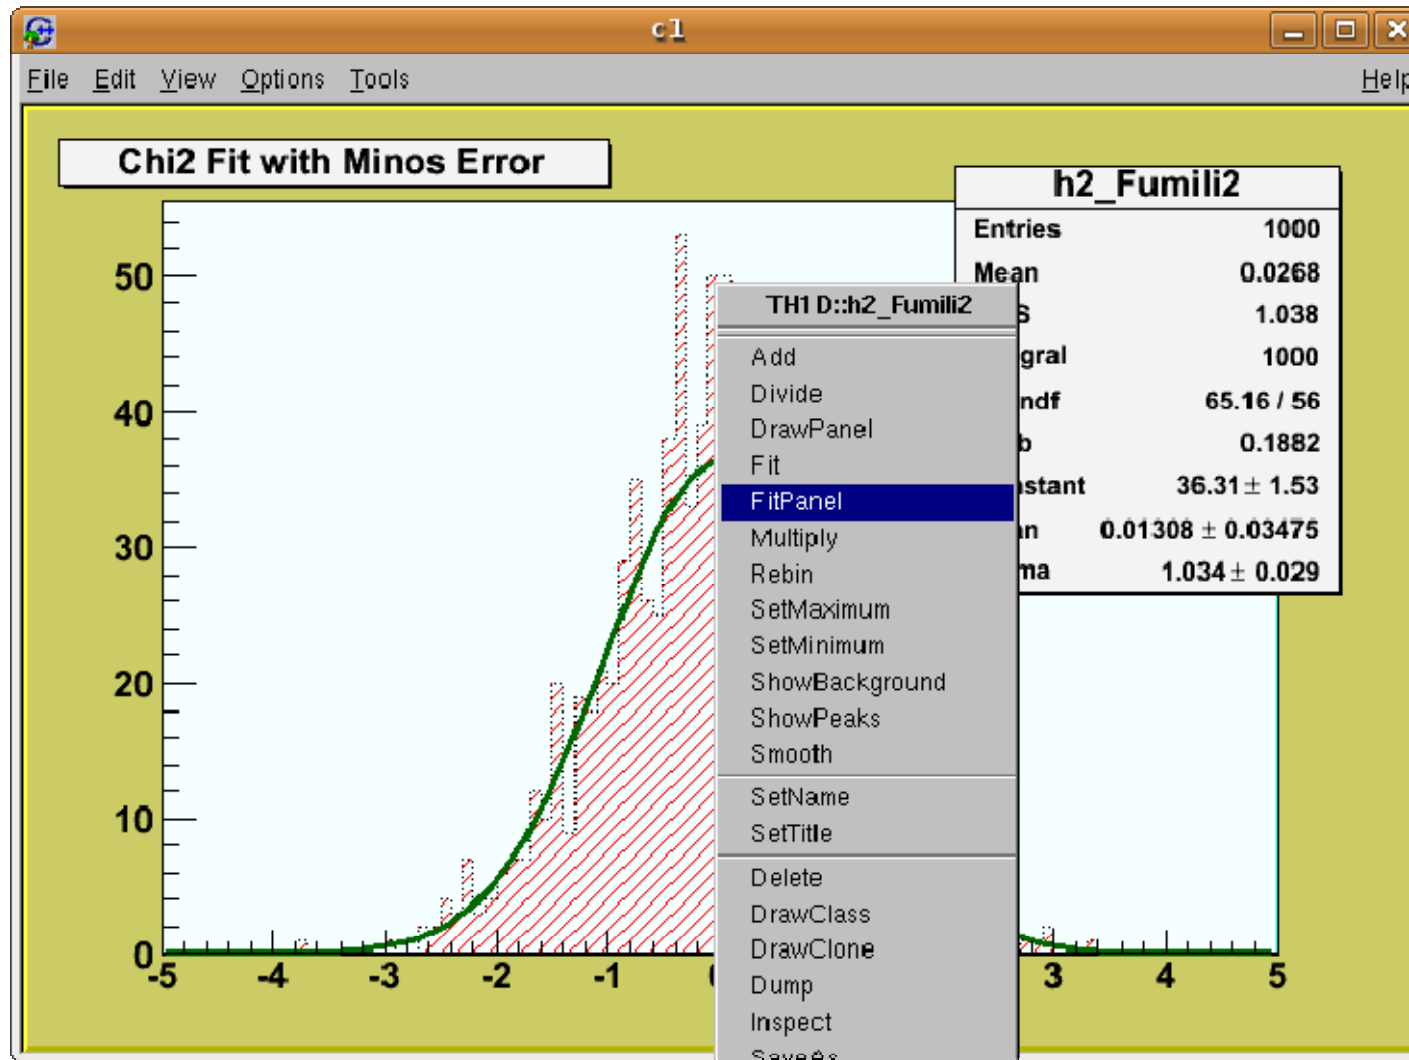 c1
File Edit View Options Tools Help
Chi2 Fit with Minos Error
h2_Fumili2
Entries 1000
Mean 0.0268
S 1.038
gral 1000
ndf 65.16 / 56
b 0.1882
nstant 36.31 ± 1.53
n 0.01308 ± 0.03475
ma 1.034 ± 0.029
TH1D::h2_Fumili2
Add
Divide
DrawPanel
Fit
FitPanel
Multiply
Rebin
SetMaximum
SetMinimum
ShowBackground
ShowPeaks
Smooth
SetName
SetTitle
Delete
DrawClass
DrawClone
Dump
Inspect
SaveAs
50
40
30
20
10
0
-5 -4 -3 -2 -1 3 4 5